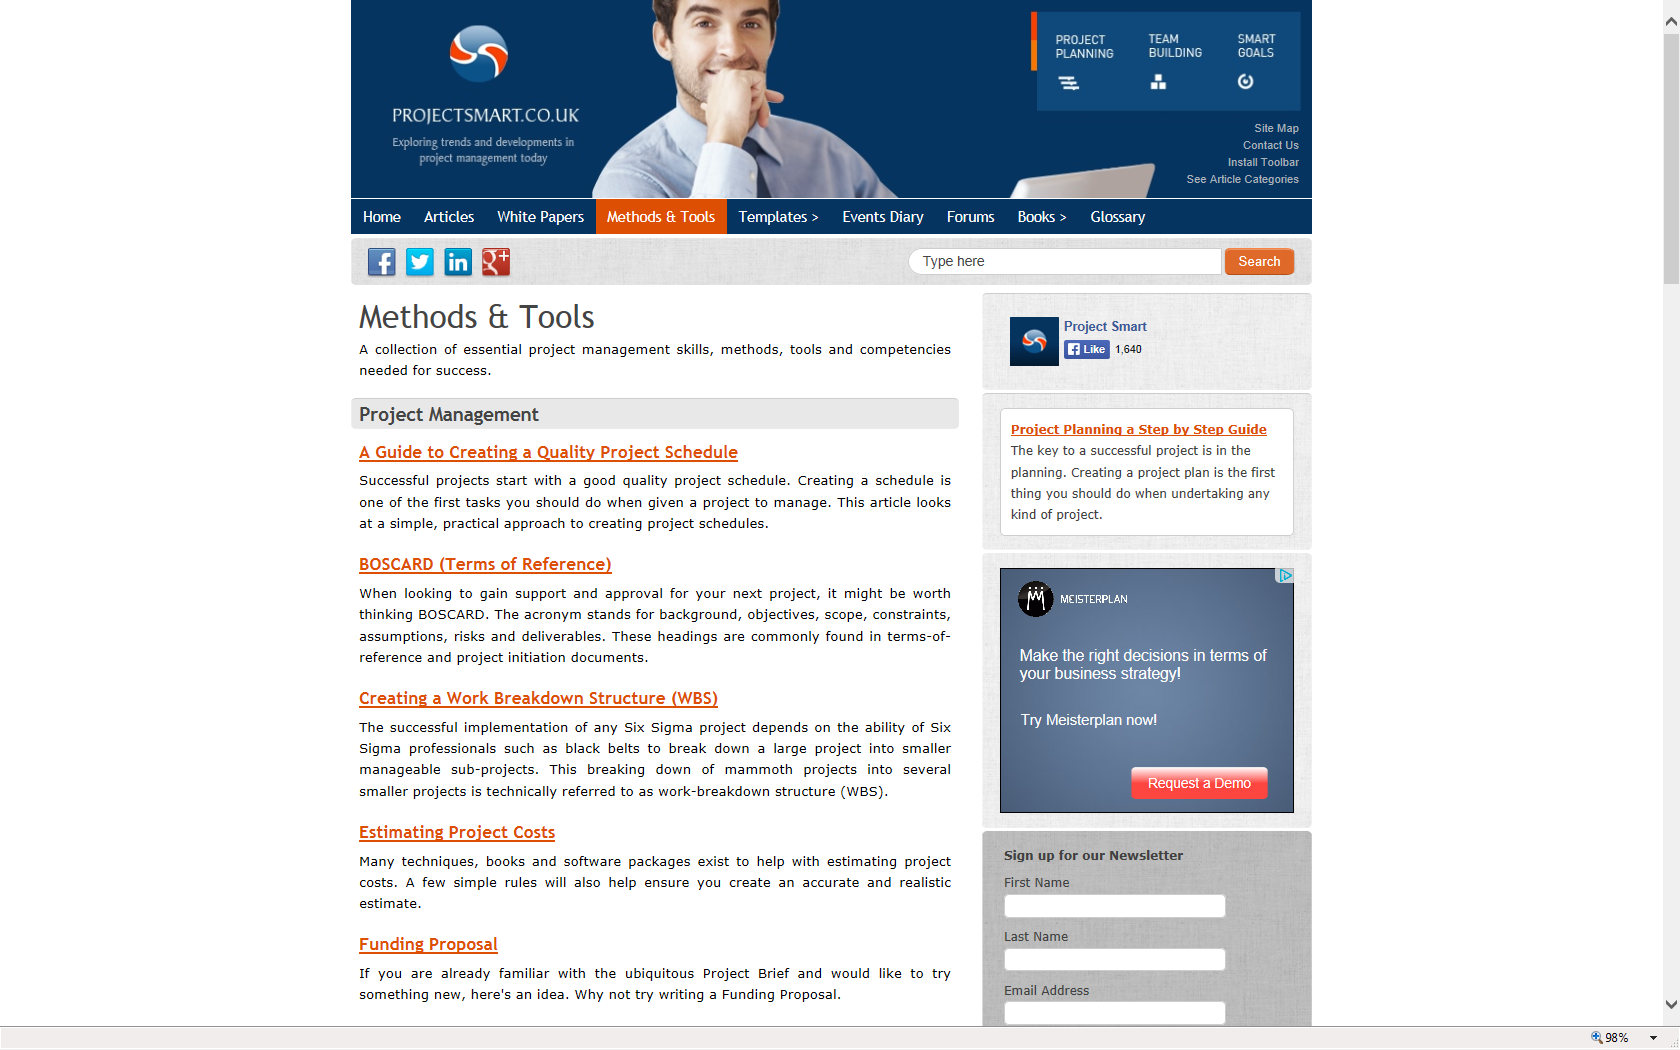 PROJECT
PLANNING
TEAM
BUILDING
SMART
GOALS
PROJECTSMART.CO.UK
Exploring trends and developments in
project management today
Site Map
Contact Us
Install Toolbar
See Article Categories
Home Articles White Papers Methods & Tools Templates > Events Diary Forums Books > Glossary
Type here
Search
Methods & Tools
A collection of essential project management skills, methods, tools and competencies
needed for success.
Project Management
A Guide to Creating a Quality Project Schedule
Successful projects start with a good quality project schedule. Creating a schedule is
one of the first tasks you should do when given a project to manage. This article looks
at a simple, practical approach to creating project schedules.
BOSCARD (Terms of Reference)
When looking to gain support and approval for your next project, it might be worth
thinking BOSCARD. The acronym stands for background, objectives, scope, constraints,
assumptions, risks and deliverables. These headings are commonly found in terms-of-
reference and project initiation documents.
Creating a Work Breakdown Structure (WBS)
The successful implementation of any Six Sigma project depends on the ability of Six
Sigma professionals such as black belts to break down a large project into smaller
manageable sub-projects. This breaking down of mammoth projects into several
smaller projects is technically referred to as work-breakdown structure (WBS).
Estimating Project Costs
Many techniques, books and software packages exist to help with estimating project
costs. A few simple rules will also help ensure you create an accurate and realistic
estimate.
Funding Proposal
If you are already familiar with the ubiquitous Project Brief and would like to try
something new, here's an idea. Why not try writing a Funding Proposal.
Project Smart
Like 1,640
Project Planning a Step by Step Guide
The key to a successful project is in the
planning. Creating a project plan is the first
thing you should do when undertaking any
kind of project.
MEISTERPLAN
Make the right decisions in terms of
your business strategy!
Try Meisterplan now!
Request a Demo
Sign up for our Newsletter
First Name
Last Name
Email Address
98%